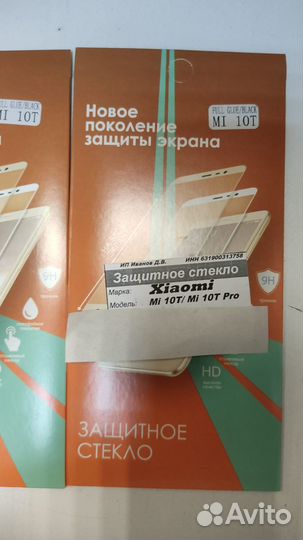 FULL GLUE/BLACK
MI 10T
FULL GLUE/BLACK
MI 10T
Новое
поколение
защиты экрана
ИП Иванов Д.В. ИНН 631900313758
Защитное стекло
Марка: Xiaomi
Модель: Mi 10T/ Mi 10T Pro
9H
9H
HD
ЗАЩИТНОЕ
СТЕКЛО
Avito